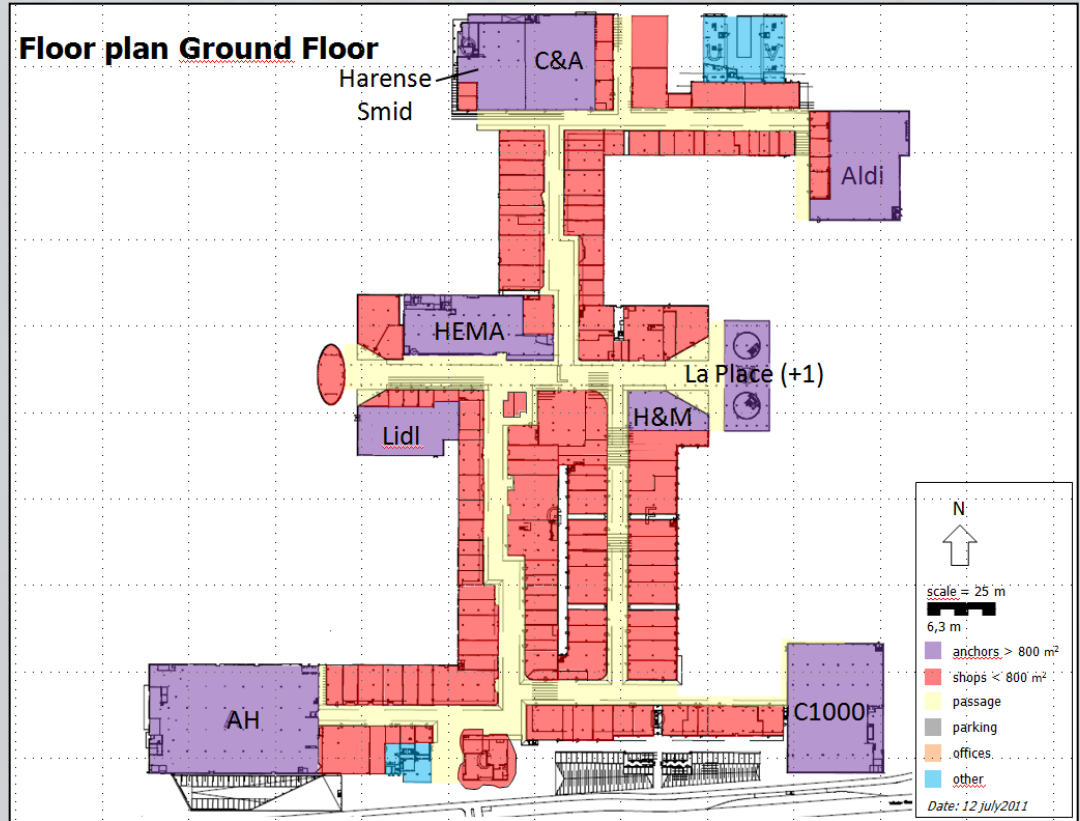 Floor plan Ground Floor
Harense
Smid
C&A
Aldi
HEMA
La Place (+1)
H&M
Lidl
AH
C1000
N
scale = 25 m
6,3 m
anchors > 800 m²
shops < 800 m²
passage
parking
offices
other
Date: 12 july2011